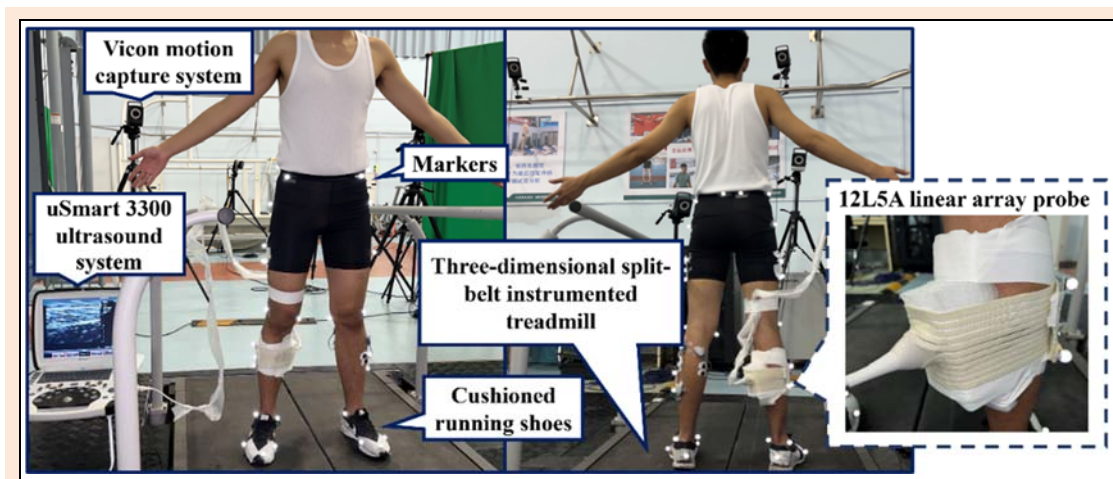 Vicon motion
capture system
Markers
uSmart 3300
ultrasound
system
Cushioned
running shoes
Three-dimensional split-
belt instrumented
treadmill
12L5A linear array probe